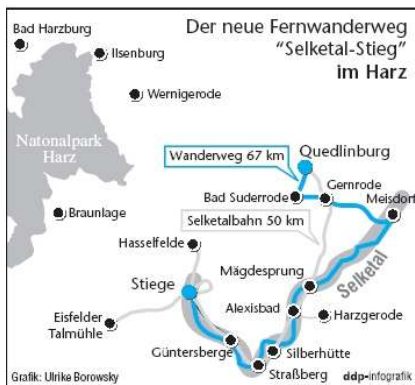 Der neue Fernwanderweg
"Selketal-Stieg"
im Harz
Bad Harzburg
Ilsenburg
Wernigerode
Natonalpark
Harz
Wanderweg 67 km
Quedlinburg
Bad Suderode
Gernrode
Meisdorf
Braunlage
Selketalbahn 50 km
Hasselfelde
Mägdesprung
Selketal
Stiege
Alexisbad
Harzgerode
Eisfelder
Talmühle
Güntersberge
Silberhütte
Straßberg
Grafik: Ulrike Borowsky
ddp-infografik